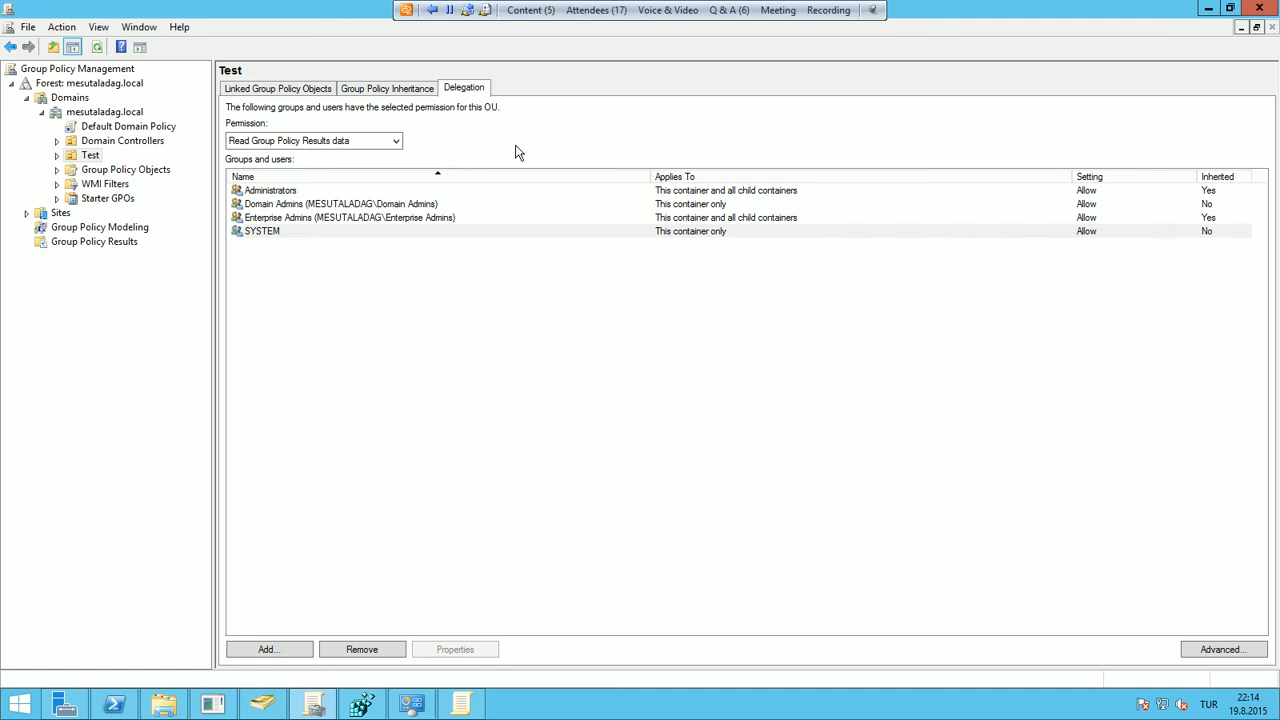 Content (5) Attendees (17) Voice & Video Q & A (6) Meeting Recording
File Action View Window Help
Group Policy Management
Forest: mesutaladag.local
Domains
mesutaladag.local
Default Domain Policy
Domain Controllers
Test
Group Policy Objects
WMI Filters
Starter GPOs
Sites
Group Policy Modeling
Group Policy Results
Test
Linked Group Policy Objects Group Policy Inheritance Delegation
The following groups and users have the selected permission for this OU.
Permission:
Read Group Policy Results data
Groups and users:
Name Applies To Setting Inherited
Administrators This container and all child containers Allow Yes
Domain Admins (MESUTALADAG\Domain Admins) This container only Allow No
Enterprise Admins (MESUTALADAG\Enterprise Admins) This container and all child containers Allow Yes
SYSTEM This container only Allow No
Add... Remove Properties Advanced...
TUR
22:14
19.8.2015